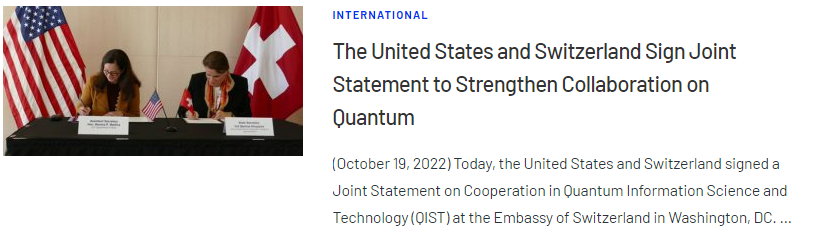 INTERNATIONAL
The United States and Switzerland Sign Joint
Statement to Strengthen Collaboration on
Quantum
(October 19, 2022) Today, the United States and Switzerland signed a
Joint Statement on Cooperation in Quantum Information Science and
Technology (QIST) at the Embassy of Switzerland in Washington, DC. ...